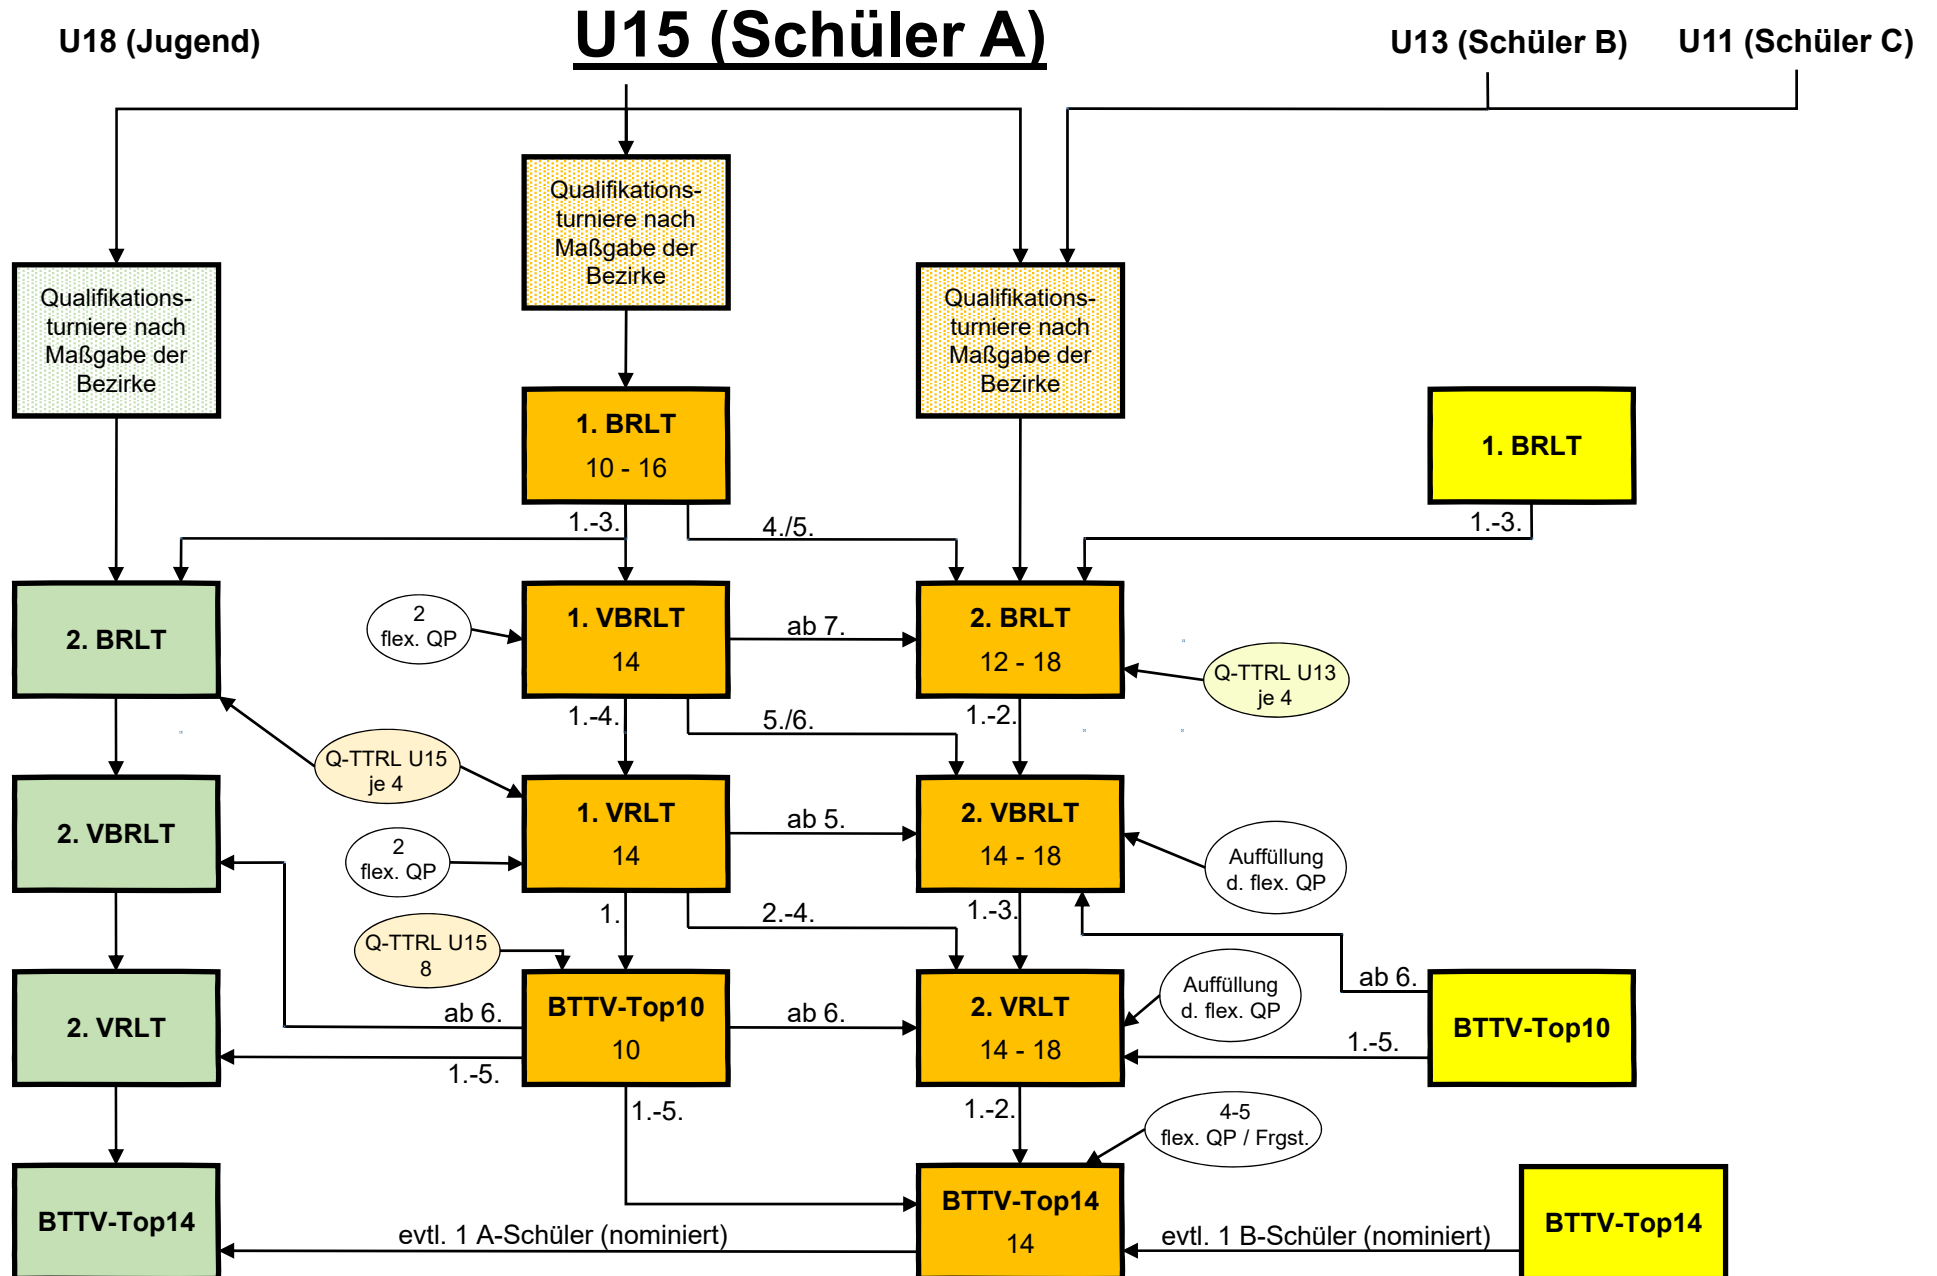 U18 (Jugend)
U15 (Schüler A)
U13 (Schüler B)
U11 (Schüler C)
Qualifikations-
turniere nach
Maßgabe der
Bezirke
Qualifikations-
turniere nach
Maßgabe der
Bezirke
Qualifikations-
turniere nach
Maßgabe der
Bezirke
1. BRLT
10 - 16
1. BRLT
1.-3.
4./5.
1.-3.
2. BRLT
2
flex. QP
1. VBRLT
14
ab 7.
2. BRLT
12 - 18
Q-TTRL U13
je 4
1.-4.
5./6.
1.-2.
Q-TTRL U15
je 4
2. VBRLT
2
flex. QP
1. VRLT
14
ab 5.
2. VBRLT
14 - 18
Auffüllung
d. flex. QP
1.
2.-4.
1.-3.
Q-TTRL U15
8
2. VRLT
ab 6.
1.-5.
BTTV-Top10
10
ab 6.
2. VRLT
14 - 18
Auffüllung
d. flex. QP
ab 6.
1.-5.
BTTV-Top10
1.-5.
1.-2.
4-5
flex. QP / Frgst.
BTTV-Top14
evtl. 1 A-Schüler (nominiert)
BTTV-Top14
14
evtl. 1 B-Schüler (nominiert)
BTTV-Top14